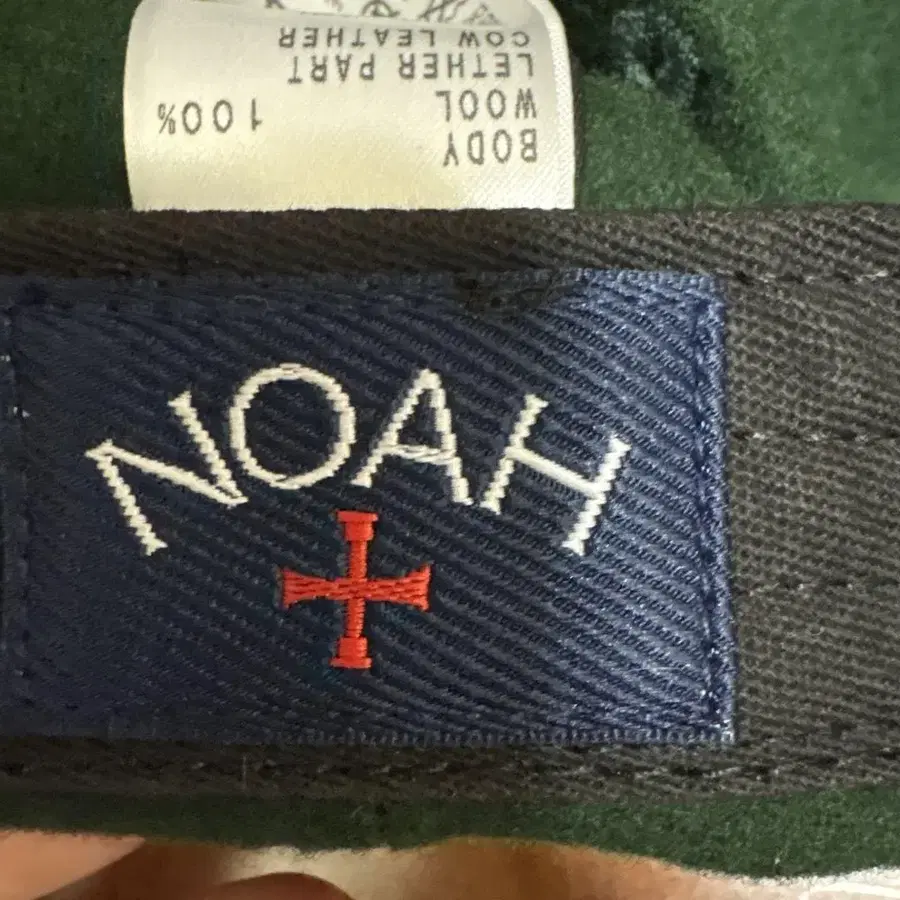 BODY
WOOL 100%
LETHER PART
COW LEATHER
NOAH